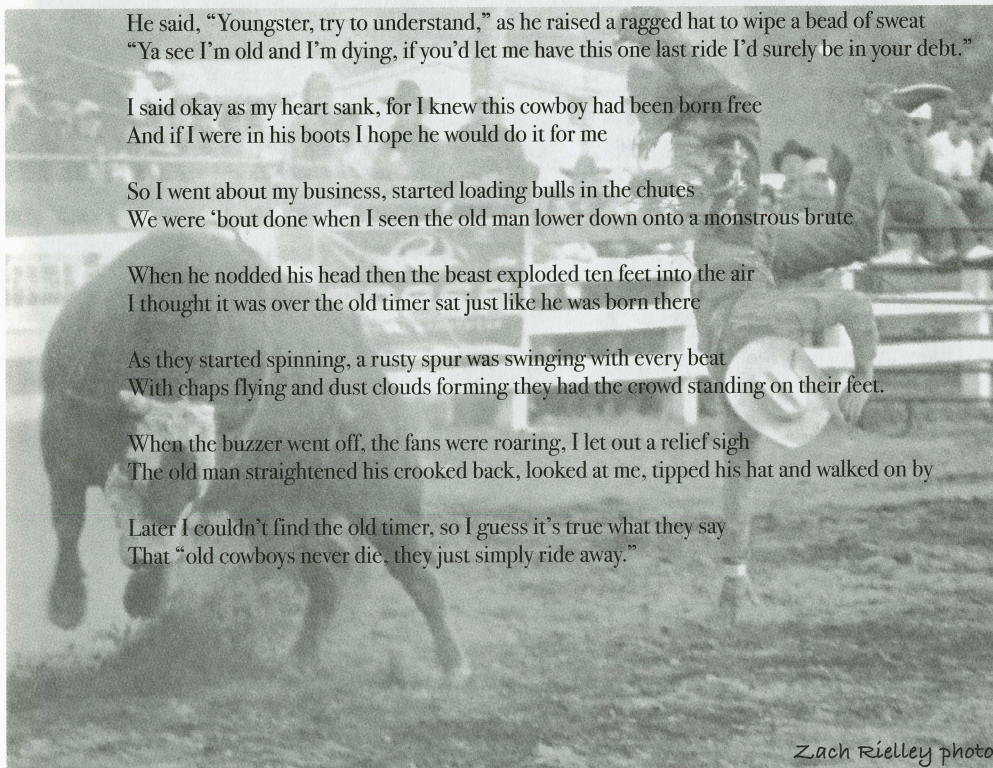 He said, “Youngster, try to understand,” as he raised a ragged hat to wipe a bead of sweat
“Ya see I’m old and I’m dying, if you’d let me have this one last ride I’d surely be in your debt.”
I said okay as my heart sank, for I knew this cowboy had been born free
And if I were in his boots I hope he would do it for me
So I went about my business, started loading bulls in the chutes
We were ‘bout done when I seen the old man lower down onto a monstrous brute
When he nodded his head then the beast exploded ten feet into the air
I thought it was over the old timer sat just like he was born there
As they started spinning, a rusty spur was swinging with every beat
With chaps flying and dust clouds forming they had the crowd standing on their feet.
When the buzzer went off, the fans were roaring, I let out a relief sigh
The old man straightened his crooked back, looked at me, tipped his hat and walked on by
Later I couldn’t find the old timer, so I guess it’s true what they say
That “old cowboys never die, they just simply ride away.”
Zach Rielley photo